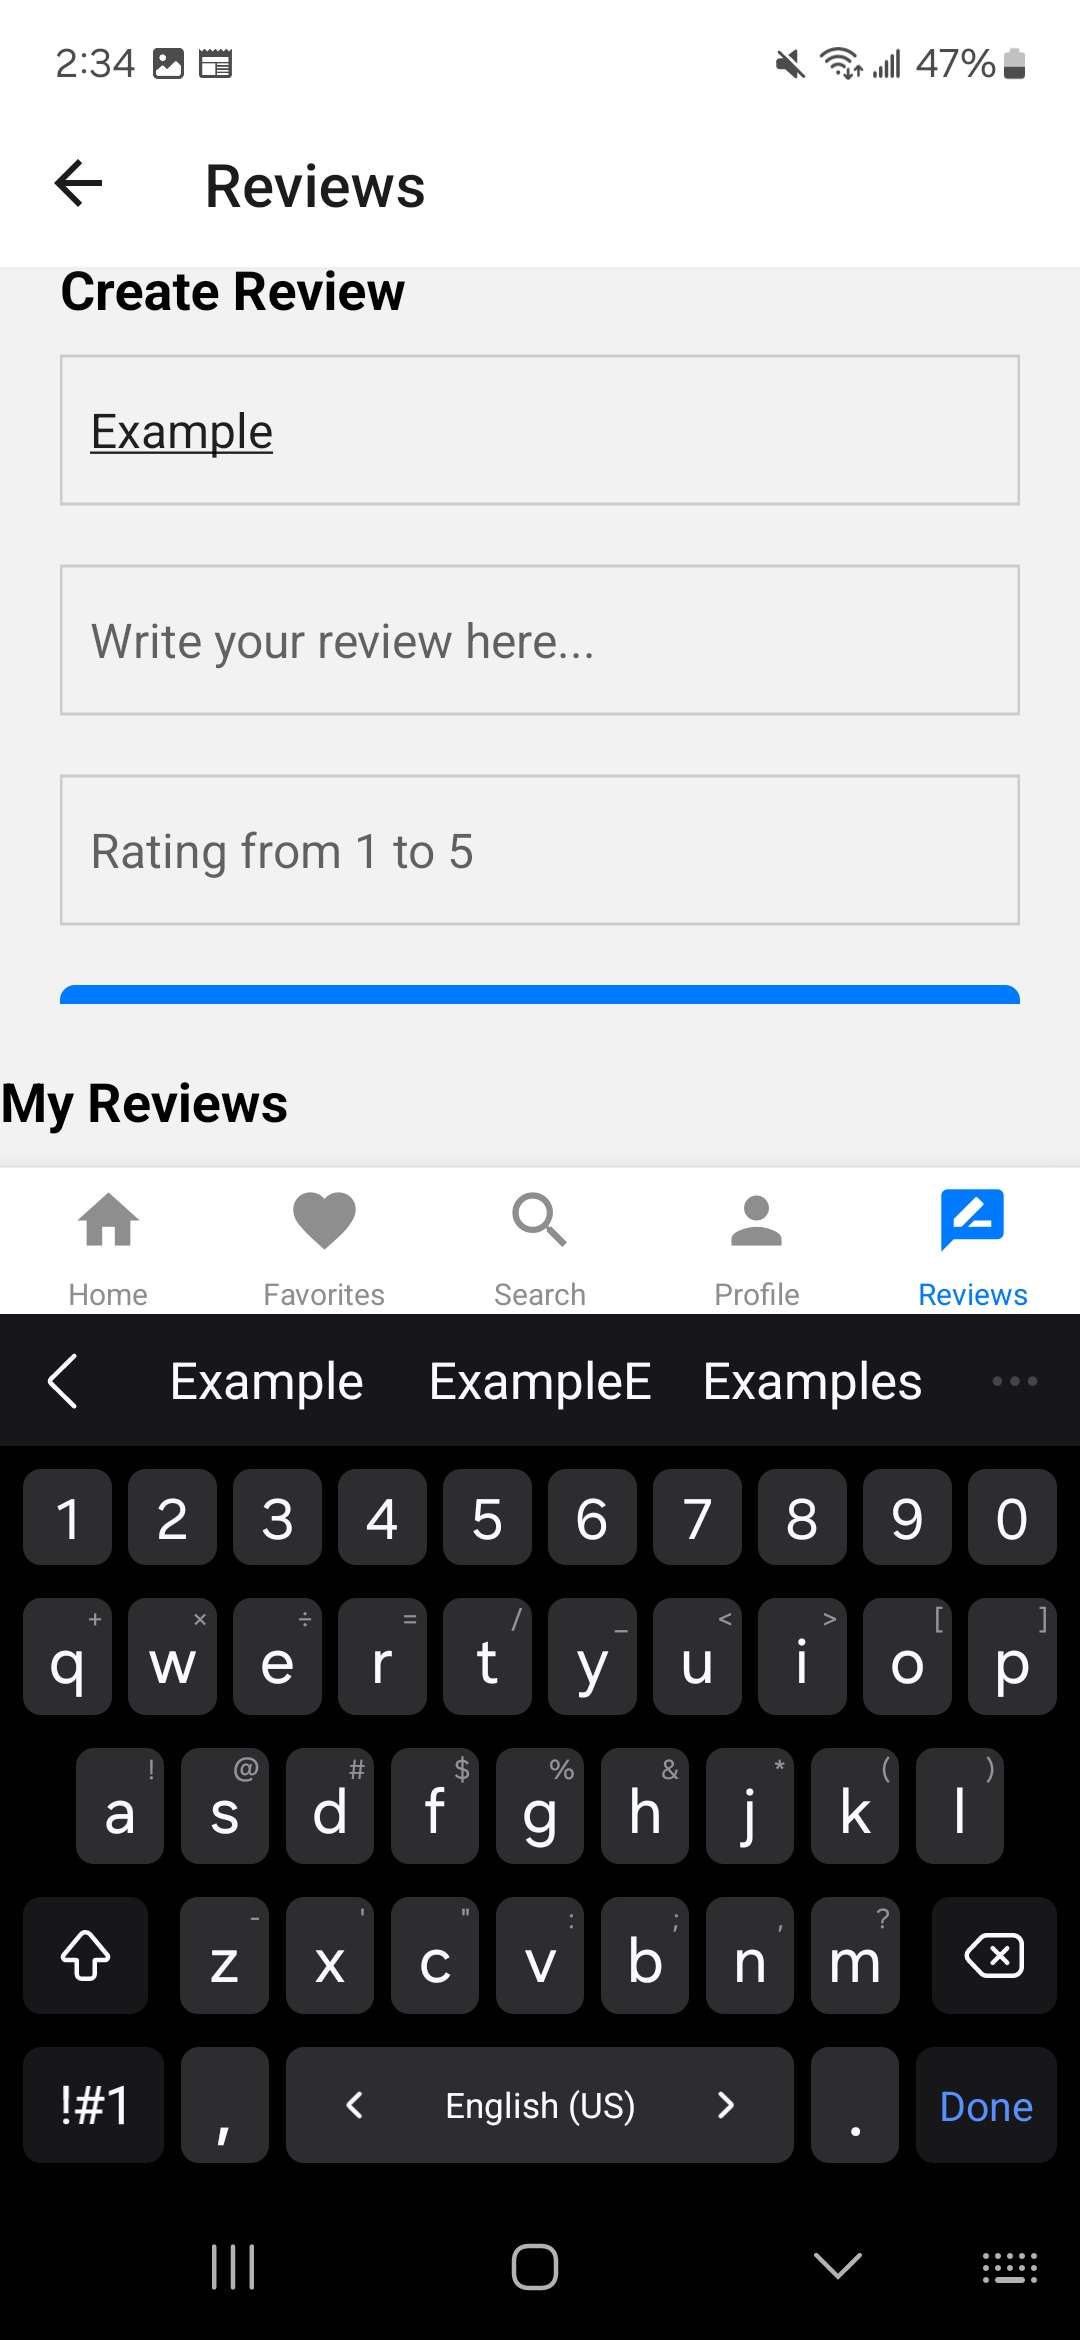 2:34 47%
Reviews
Create Review
Example
Write your review here...
Rating from 1 to 5
My Reviews
Home Favorites Search Profile Reviews
Example ExampleE Examples ...
1 2 3 4 5 6 7 8 9 0
+ × ÷ = / _ < > [ ]
q w e r t y u i o p
! @ # $ % & * ( )
a s d f g h j k l
- ' " : ; , ?
z x c v b n m
!#1 , < English (US) > . Done